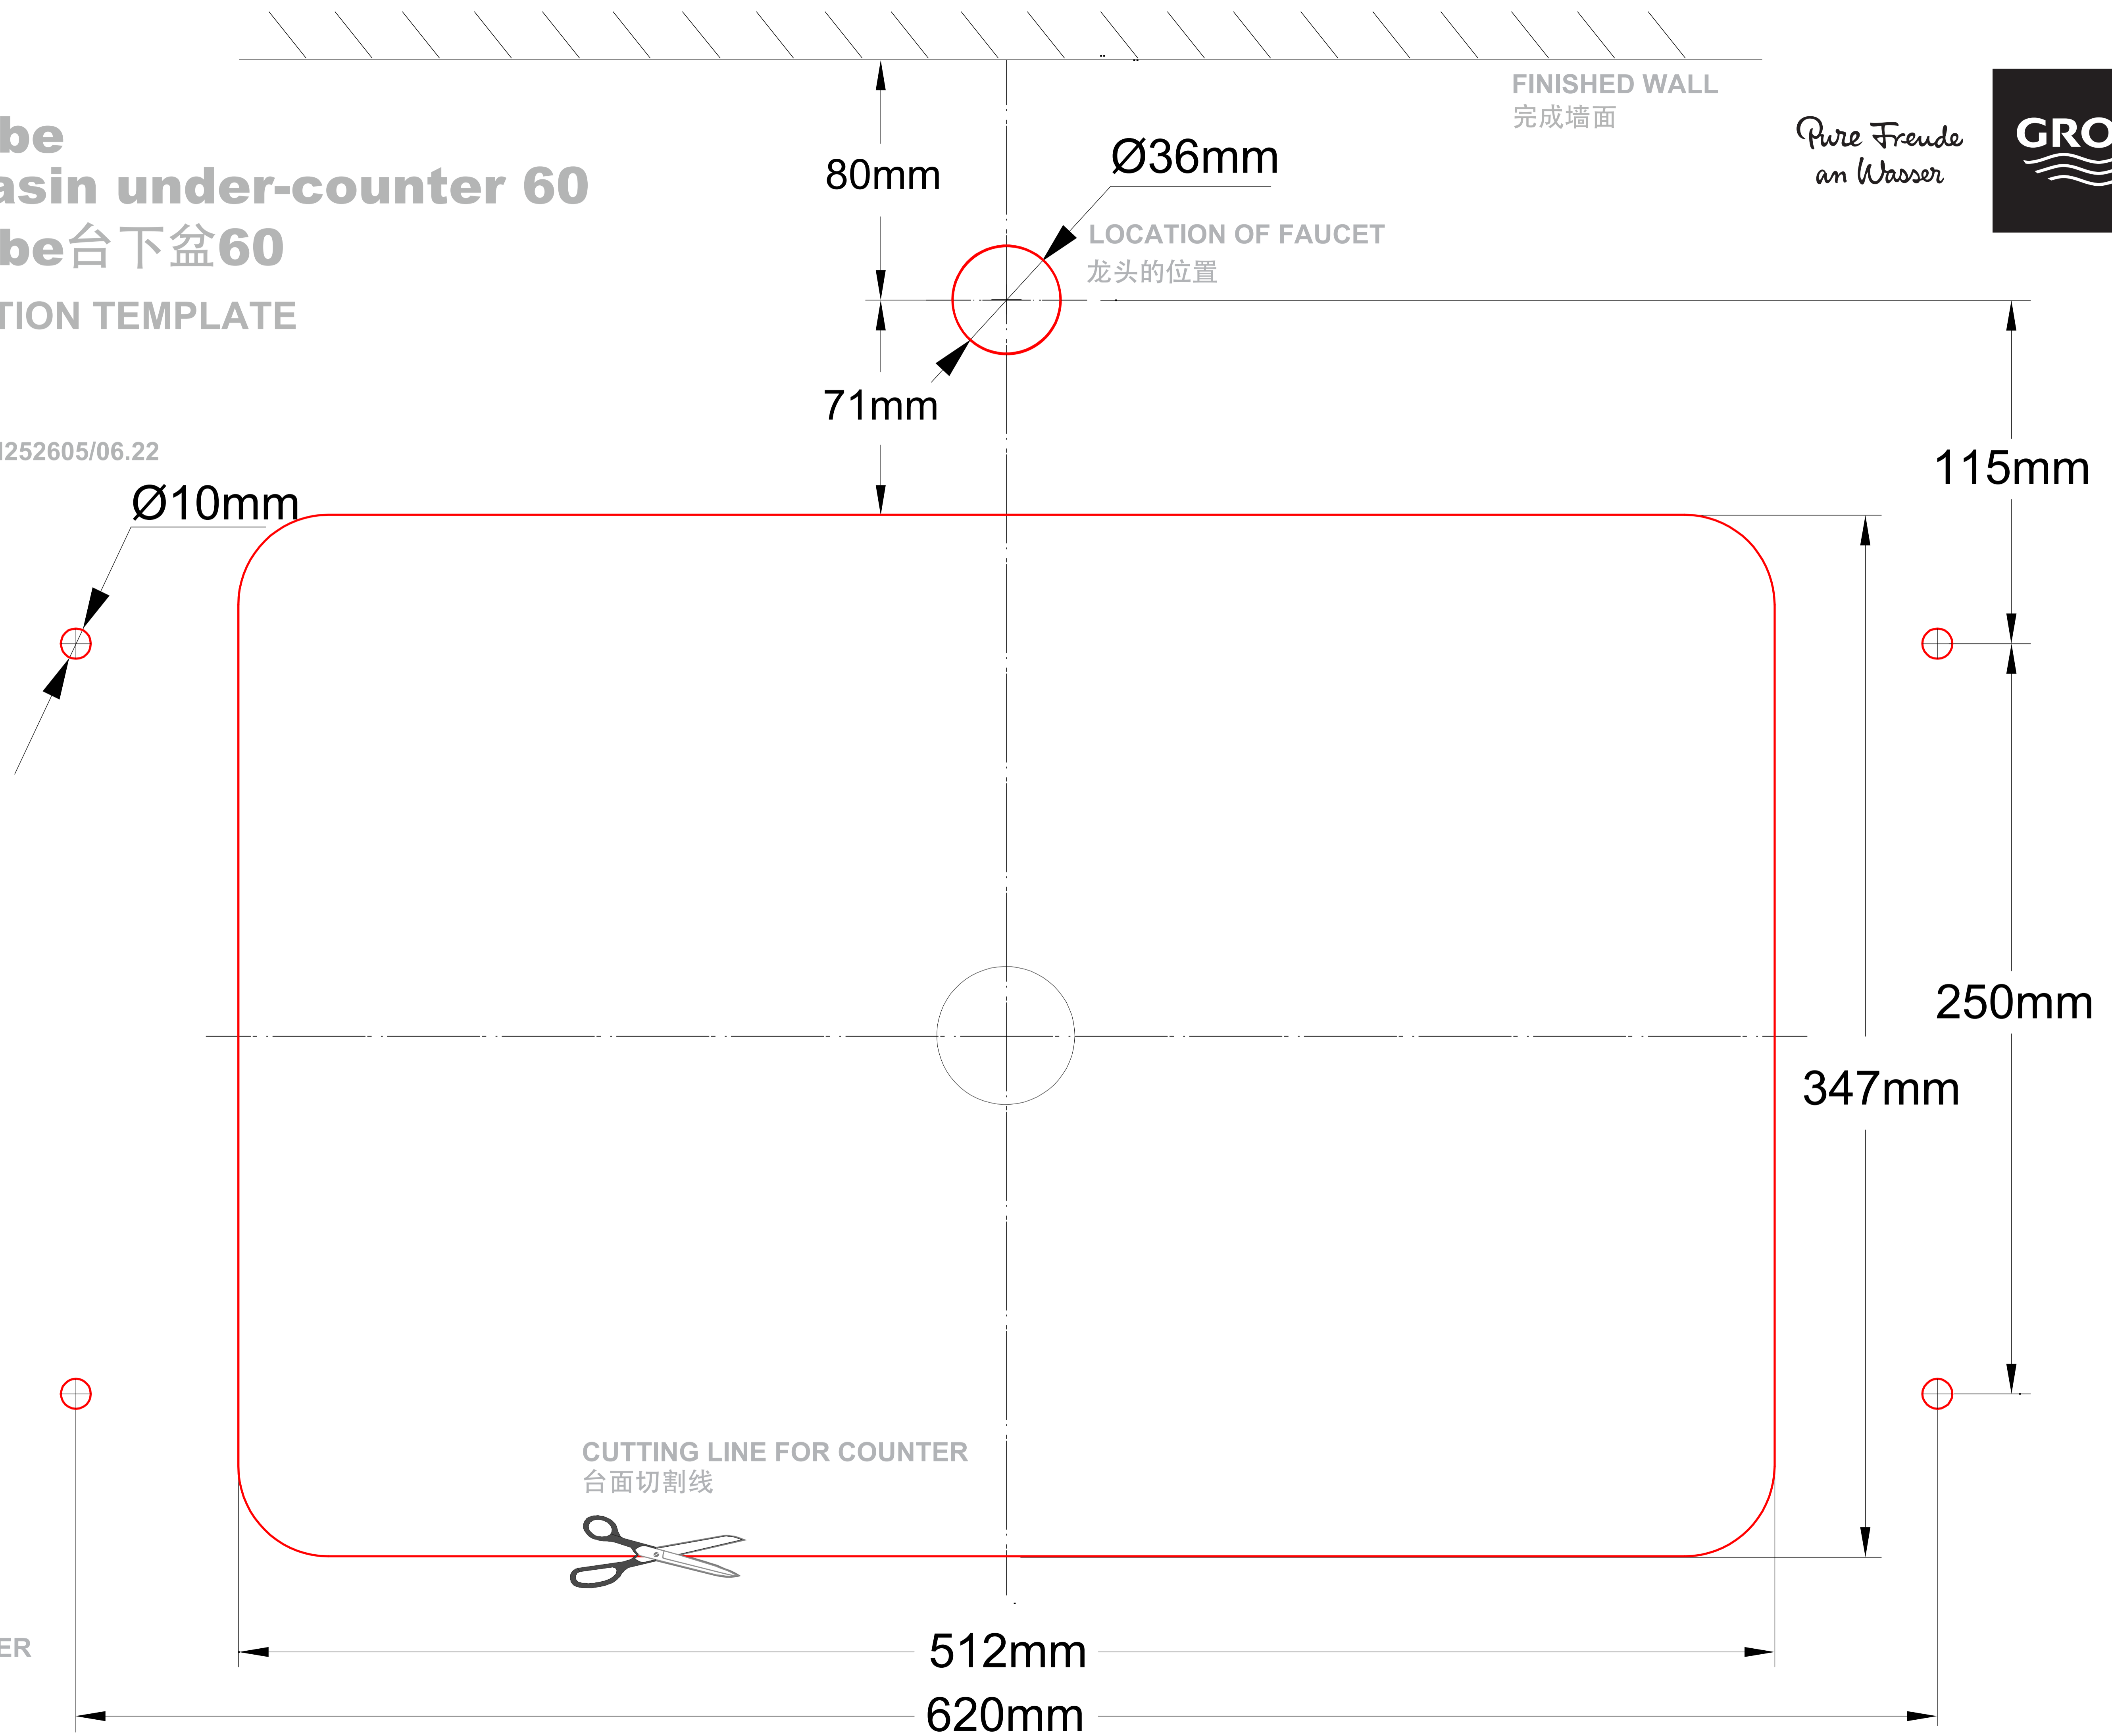 be
asin under-counter 60
be台下盆60
TION TEMPLATE
252605/06.22
FINISHED WALL
完成墙面
Pure Freude
an Wasser
GRO
80mm
Ø36mm
LOCATION OF FAUCET
龙头的位置
71mm
115mm
Ø10mm
250mm
347mm
CUTTING LINE FOR COUNTER
台面切割线
ER
512mm
620mm